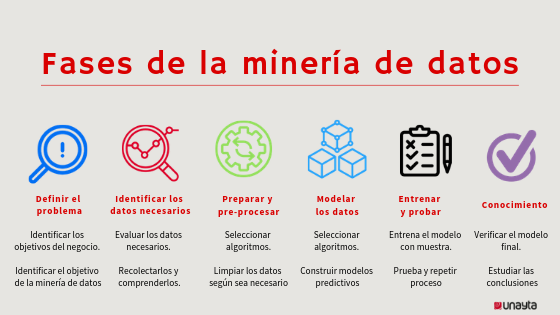 Fases de la minería de datos
Definir el
problema
Identificar los
objetivos del negocio.
Identificar el objetivo
de la minería de datos
Identificar los
datos necesarios
Evaluar los datos
necesarios.
Recolectarlos y
comprenderlos.
Preparar y
pre-procesar
Seleccionar
algoritmos.
Limpiar los datos
según sea necesario
Modelar
los datos
Seleccionar
algoritmos.
Construir modelos
predictivos
Entrenar
y probar
Entrena el modelo
con muestra.
Prueba y repetir
proceso
Conocimiento
Verificar el modelo
final.
Estudiar las
conclusiones
unayta